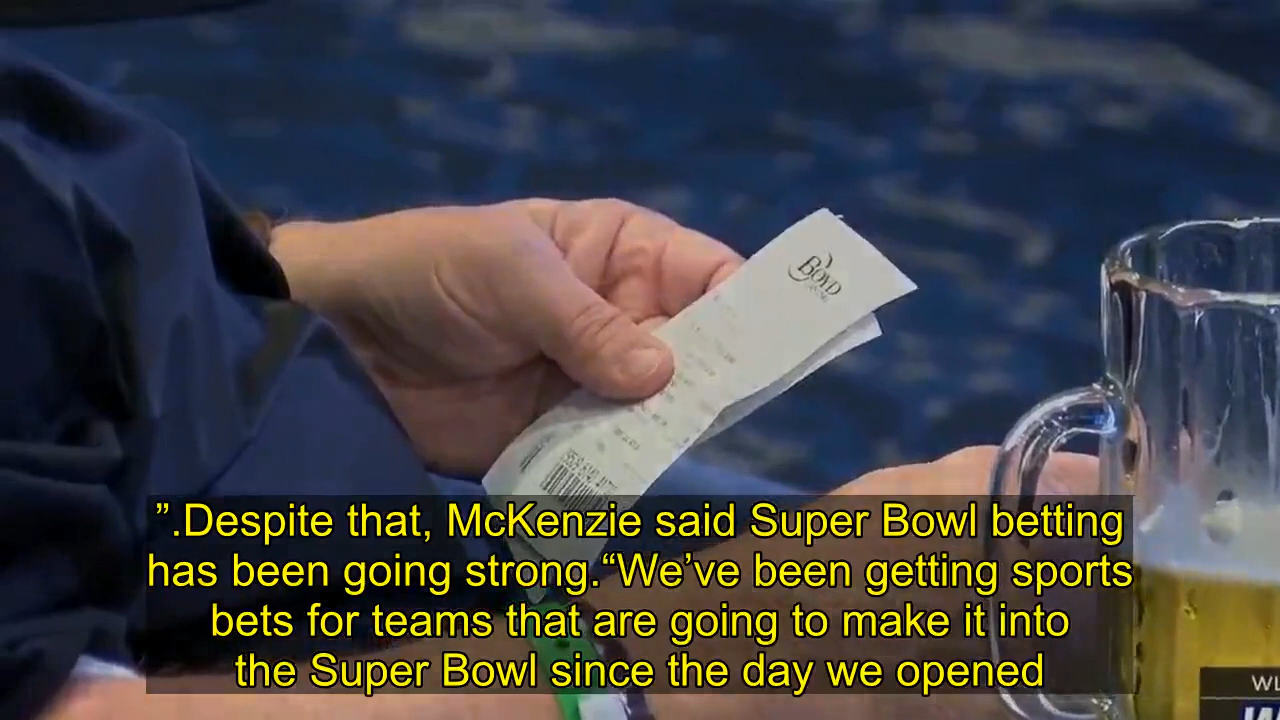 BOYD
”.Despite that, McKenzie said Super Bowl betting
has been going strong.“We’ve been getting sports
bets for teams that are going to make it into
the Super Bowl since the day we opened